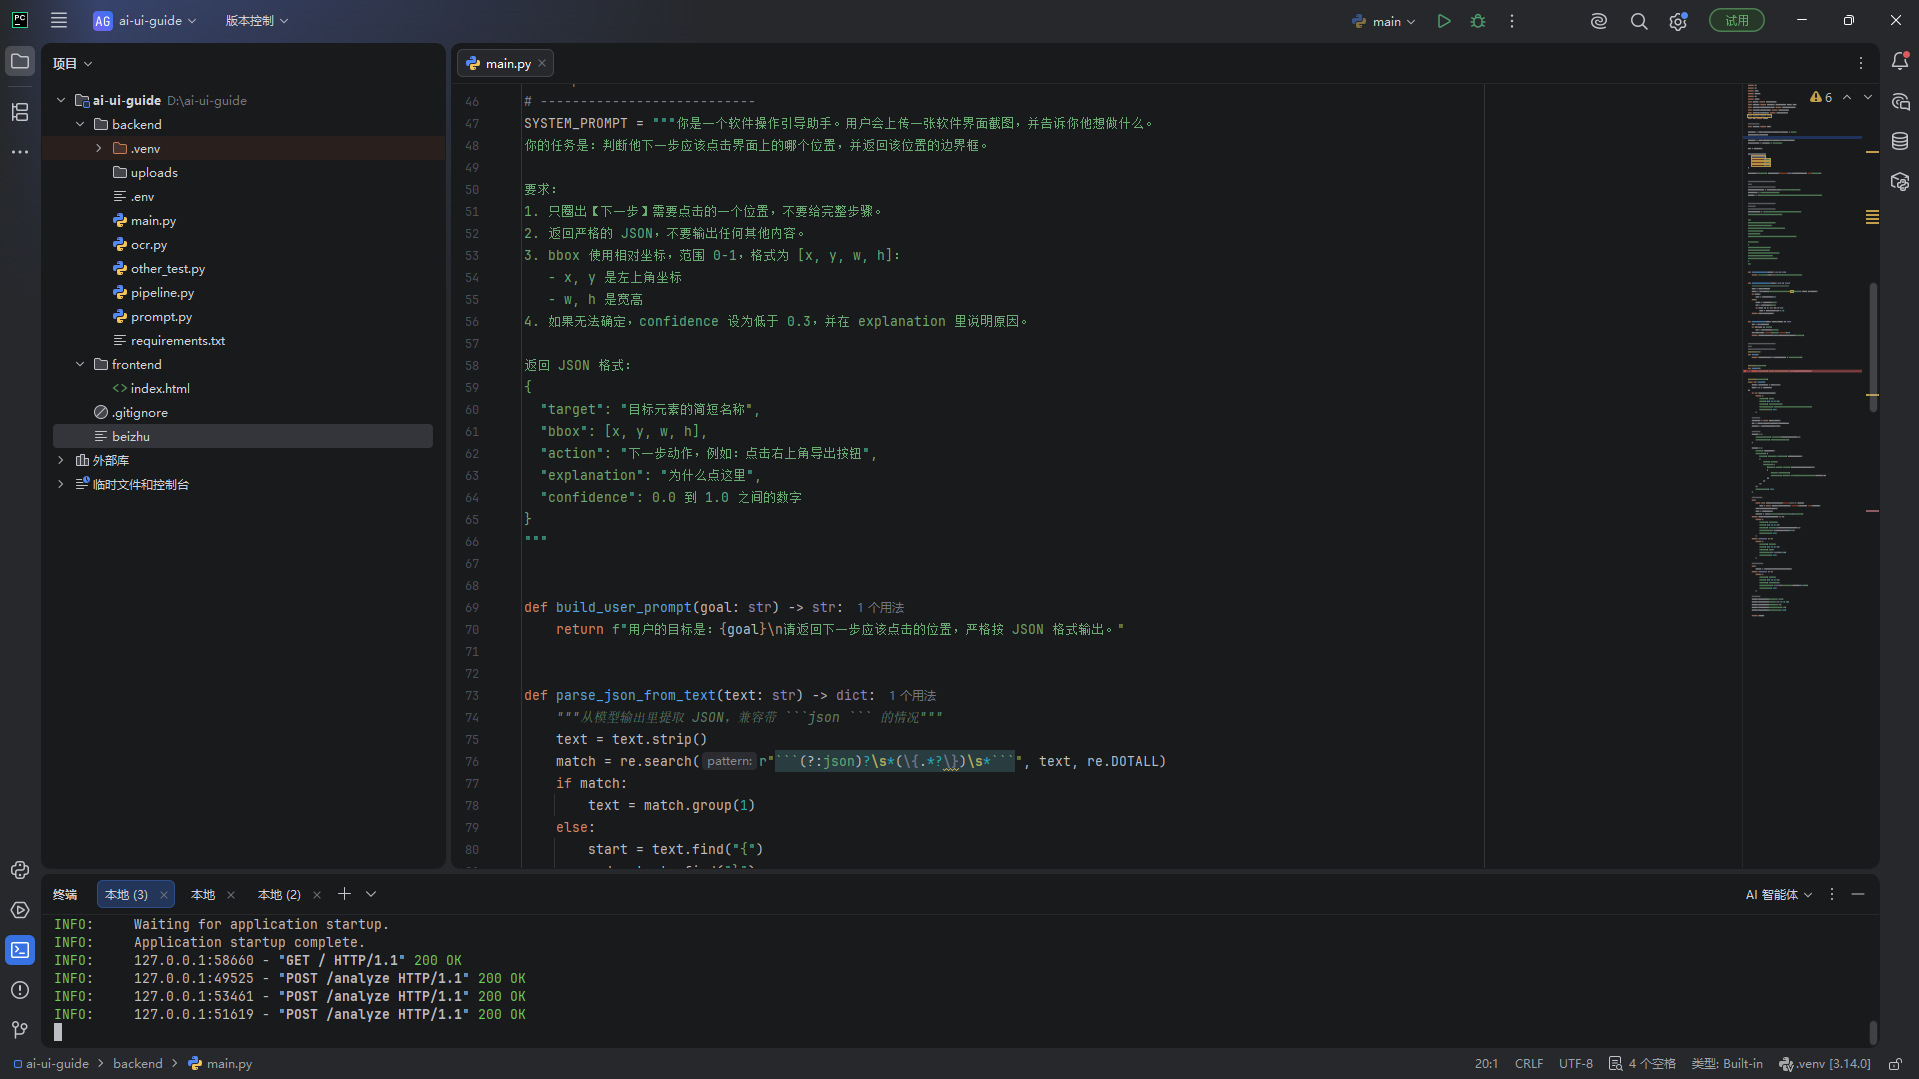 PC
AG ai-ui-guide
版本控制
main
试用
项目
main.py
6
ai-ui-guide D:\ai-ui-guide
backend
.venv
uploads
.env
main.py
ocr.py
other_test.py
pipeline.py
prompt.py
requirements.txt
frontend
index.html
.gitignore
beizhu
外部库
临时文件和控制台
46 # ---------------------------
47 SYSTEM_PROMPT = """你是一个软件操作引导助手。用户会上传一张软件界面截图，并告诉你他想做什么。
48 你的任务是：判断他下一步应该点击界面上的哪个位置，并返回该位置的边界框。
49
50 要求：
51 1. 只圈出【下一步】需要点击的一个位置，不要给完整步骤。
52 2. 返回严格的 JSON，不要输出任何其他内容。
53 3. bbox 使用相对坐标，范围 0-1，格式为 [x, y, w, h]：
54 - x, y 是左上角坐标
55 - w, h 是宽高
56 4. 如果无法确定，confidence 设为低于 0.3，并在 explanation 里说明原因。
57
58 返回 JSON 格式：
59 {
60 "target": "目标元素的简短名称",
61 "bbox": [x, y, w, h],
62 "action": "下一步动作，例如：点击右上角导出按钮",
63 "explanation": "为什么点这里",
64 "confidence": 0.0 到 1.0 之间的数字
65 }
66 """
67
68
69 def build_user_prompt(goal: str) -> str: 1 个用法
70 return f"用户的目标是：{goal}\n请返回下一步应该点击的位置，严格按 JSON 格式输出。"
71
72
73 def parse_json_from_text(text: str) -> dict: 1 个用法
74 """从模型输出里提取 JSON，兼容带 ```json ``` 的情况"""
75 text = text.strip()
76 match = re.search( pattern: r"```(?:json)?\s*(\{.*?\})\s*```", text, re.DOTALL)
77 if match:
78 text = match.group(1)
79 else:
80 start = text.find("{")
终端 本地 (3) 本地 本地 (2)
AI 智能体
INFO: Waiting for application startup.
INFO: Application startup complete.
INFO: 127.0.0.1:58660 - "GET / HTTP/1.1" 200 OK
INFO: 127.0.0.1:49525 - "POST /analyze HTTP/1.1" 200 OK
INFO: 127.0.0.1:53461 - "POST /analyze HTTP/1.1" 200 OK
INFO: 127.0.0.1:51619 - "POST /analyze HTTP/1.1" 200 OK
ai-ui-guide > backend > main.py
20:1 CRLF UTF-8 4 个空格 类型: Built-in .venv [3.14.0]